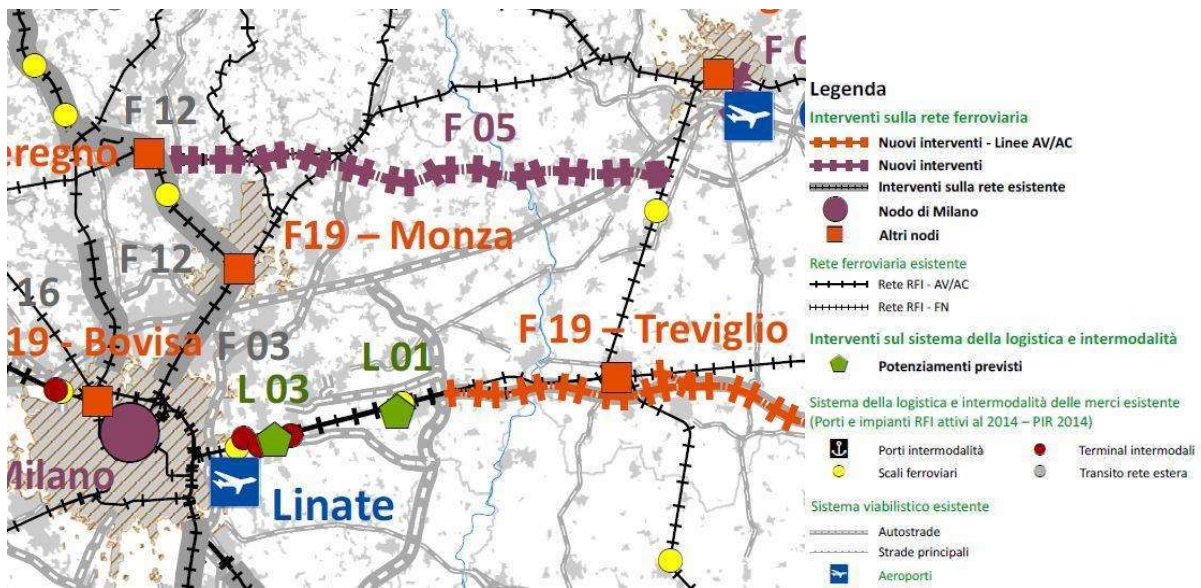 F 0
F 12
F 05
eregno
F19 – Monza
F 12
16
19 - Bovisa
F 03
L 01
F 19 – Treviglio
L 03
Milano
Linate
Legenda
Interventi sulla rete ferroviaria
Nuovi interventi - Linee AV/AC
Nuovi interventi
Interventi sulla rete esistente
Nodo di Milano
Altri nodi
Rete ferroviaria esistente
Rete RFI - AV/AC
Rete RFI - FN
Interventi sul sistema della logistica e intermodalità
Potenziamenti previsti
Sistema della logistica e intermodalità delle merci esistente
(Porti e impianti RFI attivi al 2014 – PIR 2014)
Porti intermodalità
Terminal intermodali
Scali ferroviari
Transito rete estera
Sistema viabilistico esistente
Autostrade
Strade principali
Aeroporti